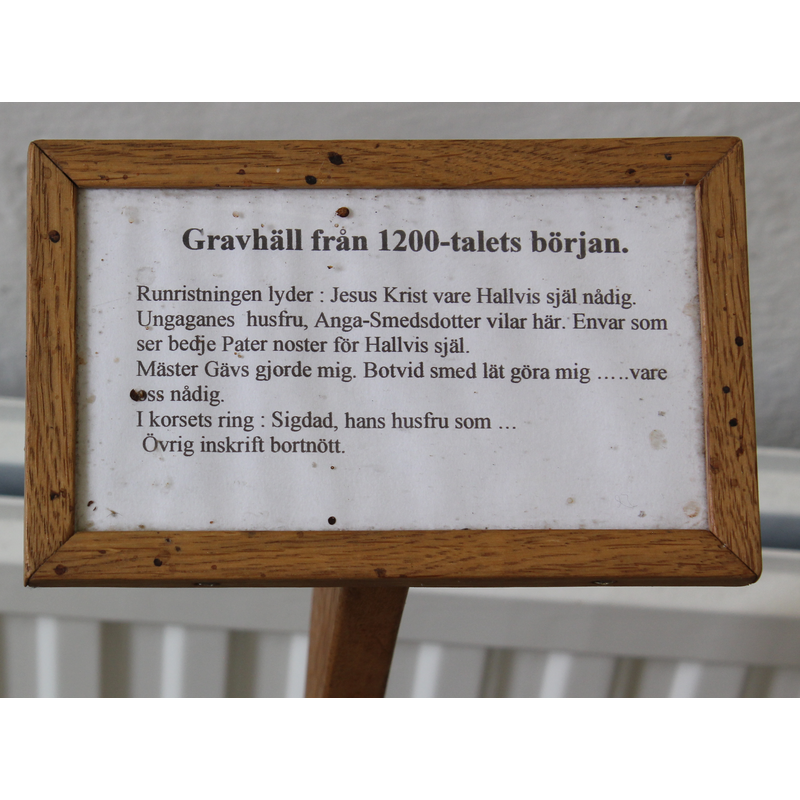 Gravhäll från 1200-talets början.
Runristningen lyder : Jesus Krist vare Hallvis själ nådig.
Ungaganes husfru, Anga-Smedsdotter vilar här. Envar som
ser bedje Pater noster för Hallvis själ.
Mäster Gävs gjorde mig. Botvid smed lät göra mig …..vare
oss nådig.
I korsets ring : Sigdad, hans husfru som …
Övrig inskrift bortnött.